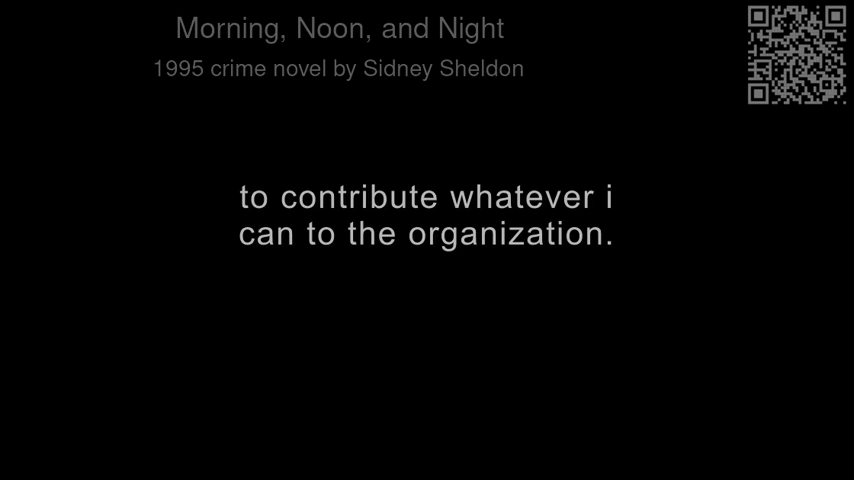 Morning, Noon, and Night
1995 crime novel by Sidney Sheldon
to contribute whatever i
can to the organization.